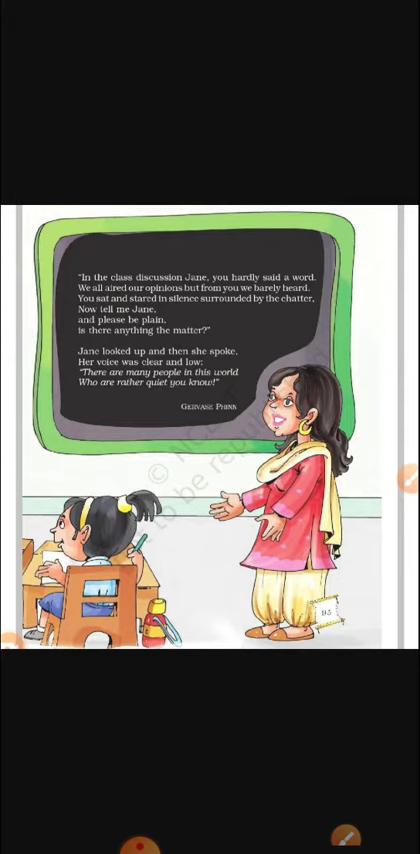 "In the class discussion Jane, you hardly said a word.
We all aired our opinions but from you we barely heard.
You sat and stared in silence surrounded by the chatter,
Now tell me Jane,
and please be plain,
is there anything the matter?"
Jane looked up and then she spoke,
Her voice was clear and low:
"There are many people in this world
Who are rather quiet you know!"
GERVASE PHINN
95